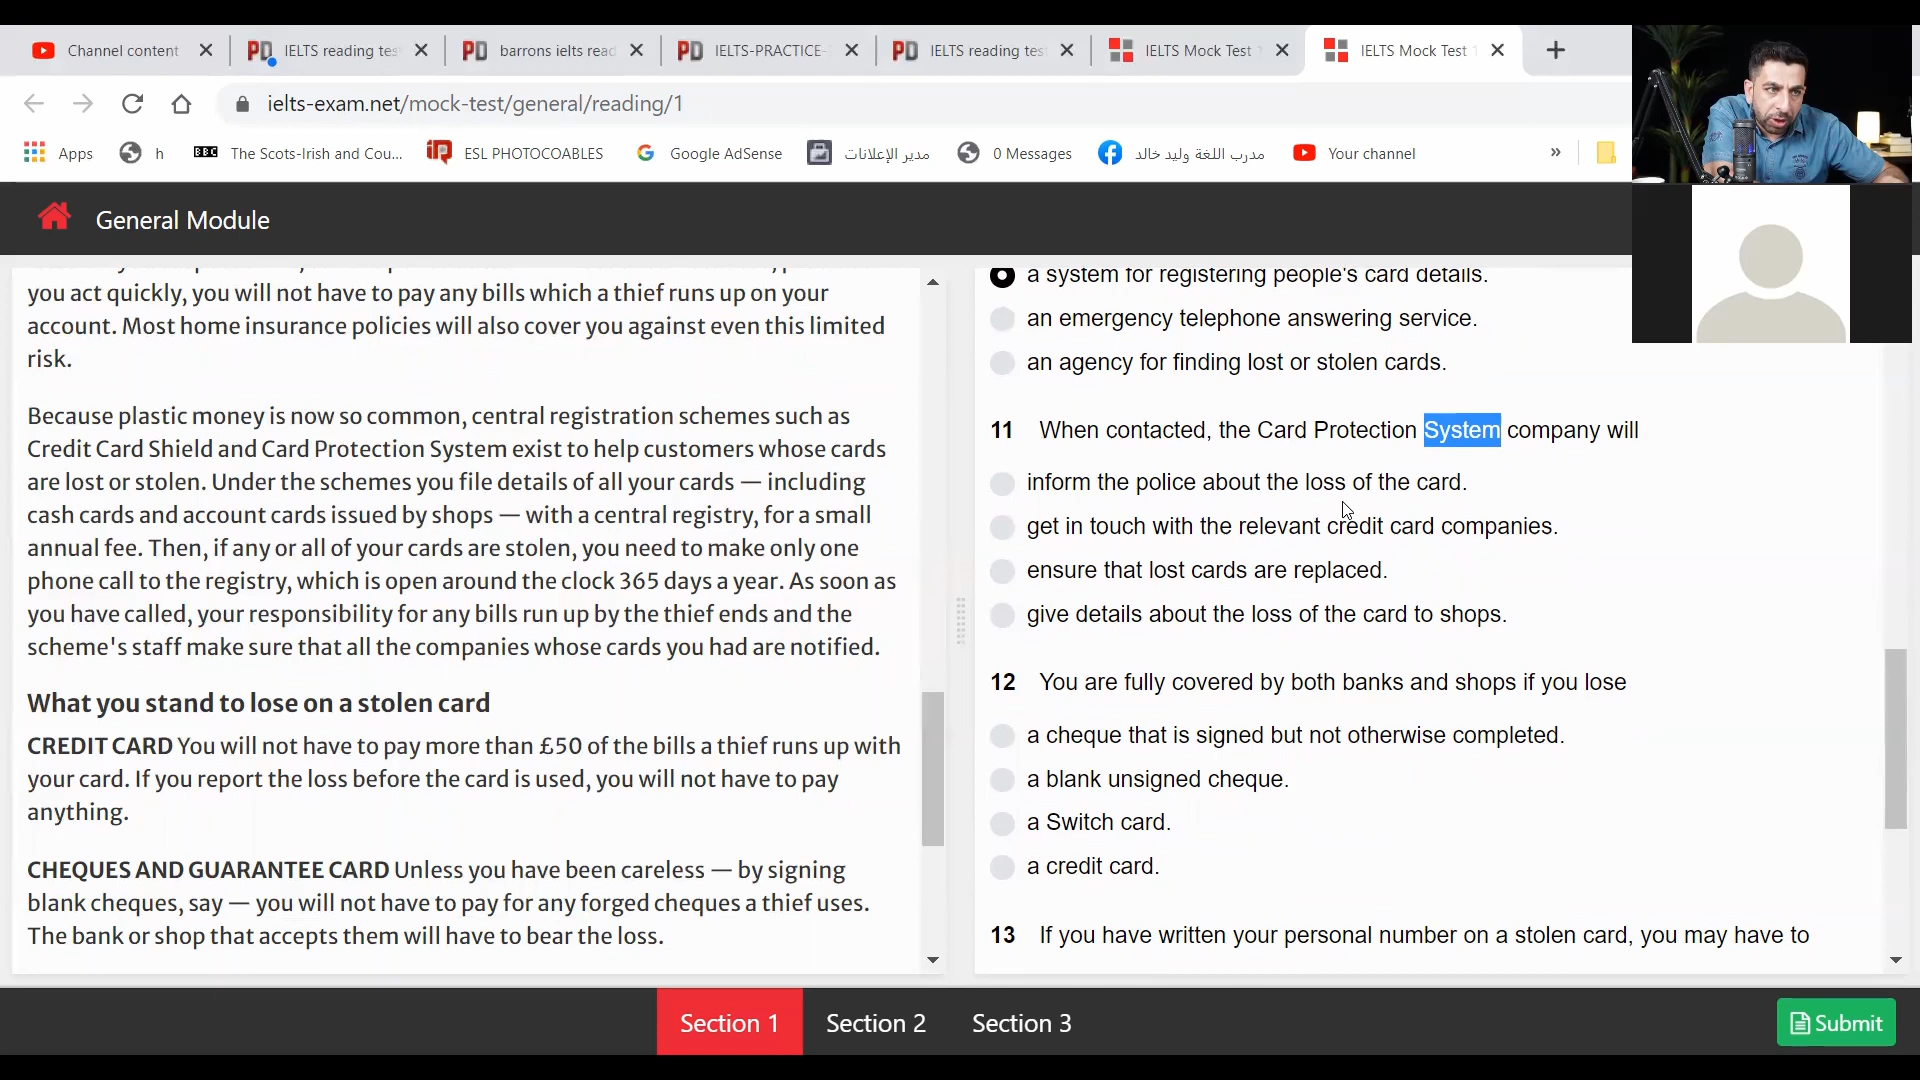 Channel content
IELTS reading tes
barrons ielts read
IELTS-PRACTICE-
IELTS reading tes
IELTS Mock Test 1
IELTS Mock Test 1
ielts-exam.net/mock-test/general/reading/1
Apps
h
BBC
The Scots-Irish and Cou...
ESL PHOTOCOABLES
Google AdSense
مدير الإعلانات
0 Messages
مدرب اللغة وليد خالد
Your channel
»
General Module
you act quickly, you will not have to pay any bills which a thief runs up on your
account. Most home insurance policies will also cover you against even this limited
risk.
Because plastic money is now so common, central registration schemes such as
Credit Card Shield and Card Protection System exist to help customers whose cards
are lost or stolen. Under the schemes you file details of all your cards — including
cash cards and account cards issued by shops — with a central registry, for a small
annual fee. Then, if any or all of your cards are stolen, you need to make only one
phone call to the registry, which is open around the clock 365 days a year. As soon as
you have called, your responsibility for any bills run up by the thief ends and the
scheme's staff make sure that all the companies whose cards you had are notified.
What you stand to lose on a stolen card
CREDIT CARD You will not have to pay more than £50 of the bills a thief runs up with
your card. If you report the loss before the card is used, you will not have to pay
anything.
CHEQUES AND GUARANTEE CARD Unless you have been careless — by signing
blank cheques, say — you will not have to pay for any forged cheques a thief uses.
The bank or shop that accepts them will have to bear the loss.
a system for registering people's card details.
an emergency telephone answering service.
an agency for finding lost or stolen cards.
11 When contacted, the Card Protection System company will
inform the police about the loss of the card.
get in touch with the relevant credit card companies.
ensure that lost cards are replaced.
give details about the loss of the card to shops.
12 You are fully covered by both banks and shops if you lose
a cheque that is signed but not otherwise completed.
a blank unsigned cheque.
a Switch card.
a credit card.
13 If you have written your personal number on a stolen card, you may have to
Section 1
Section 2
Section 3
Submit